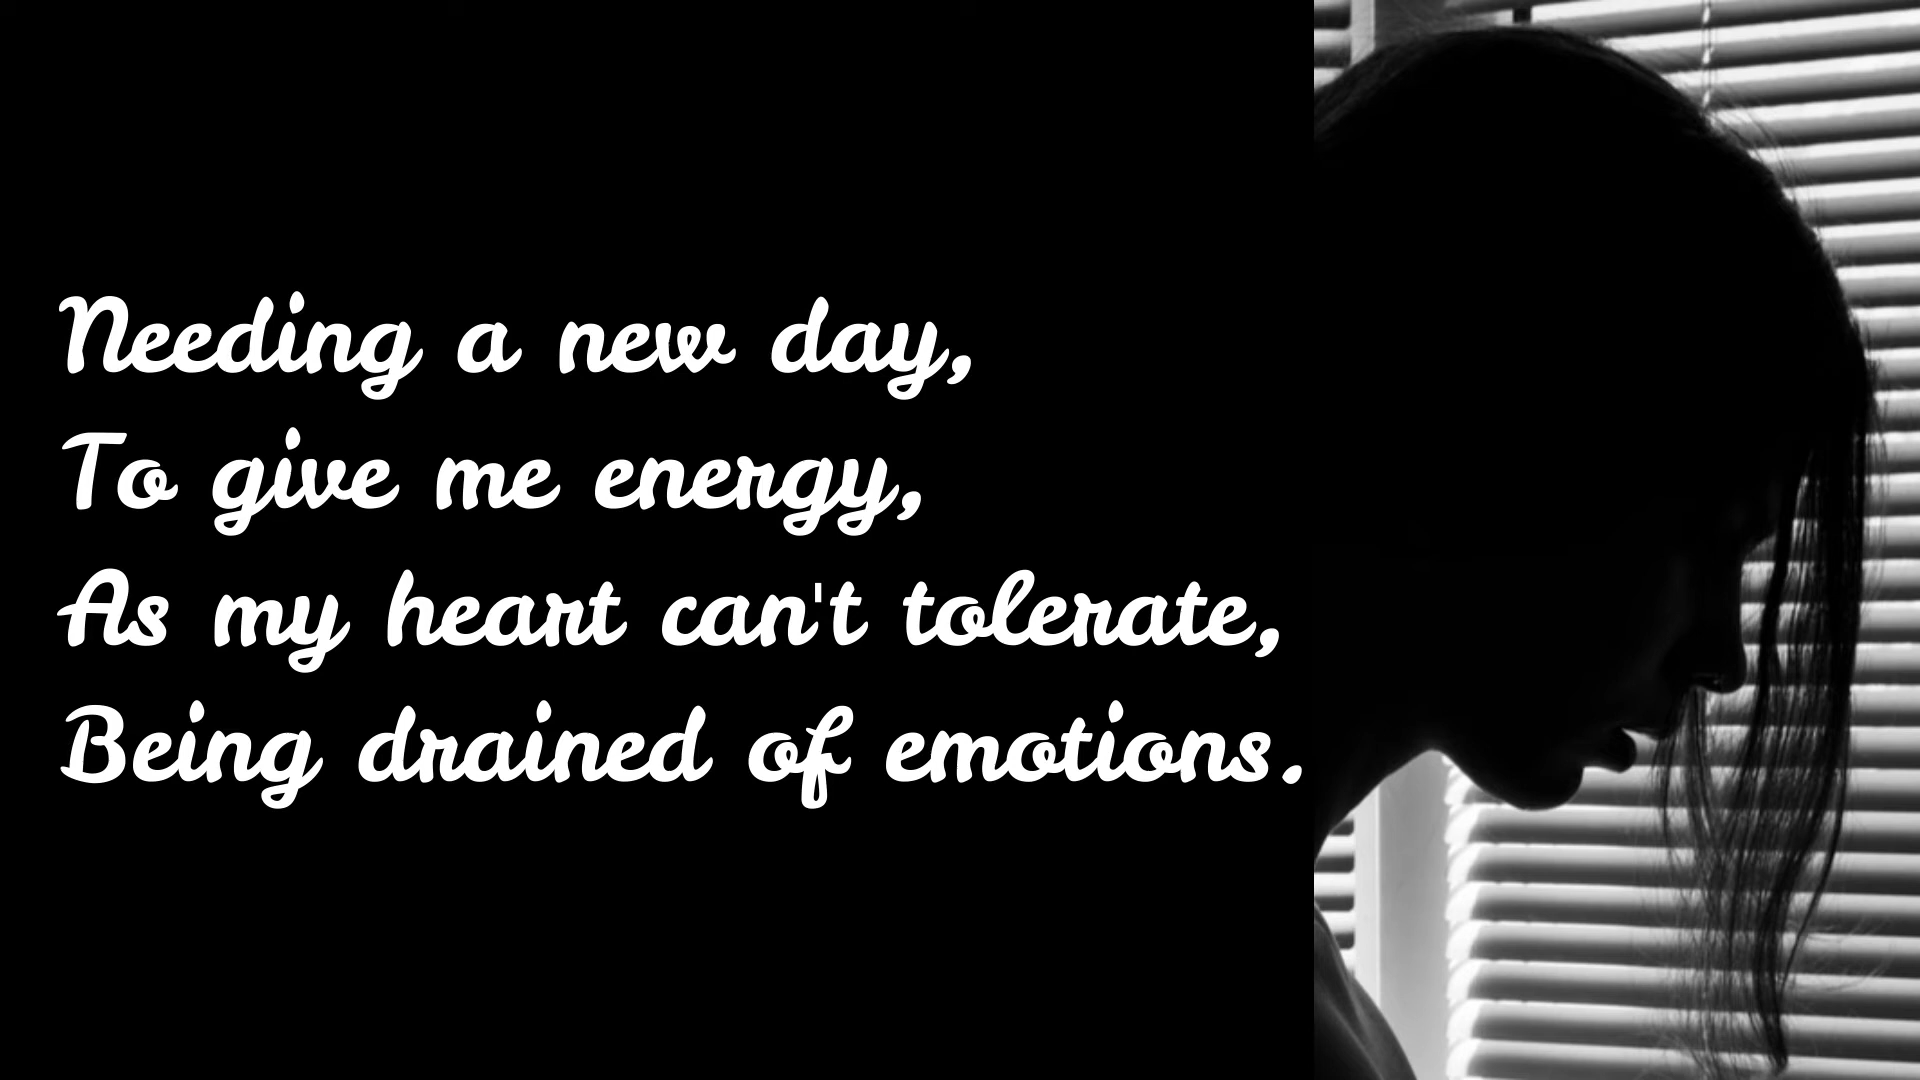 Needing a new day,
To give me energy,
As my heart can't tolerate,
Being drained of emotions.